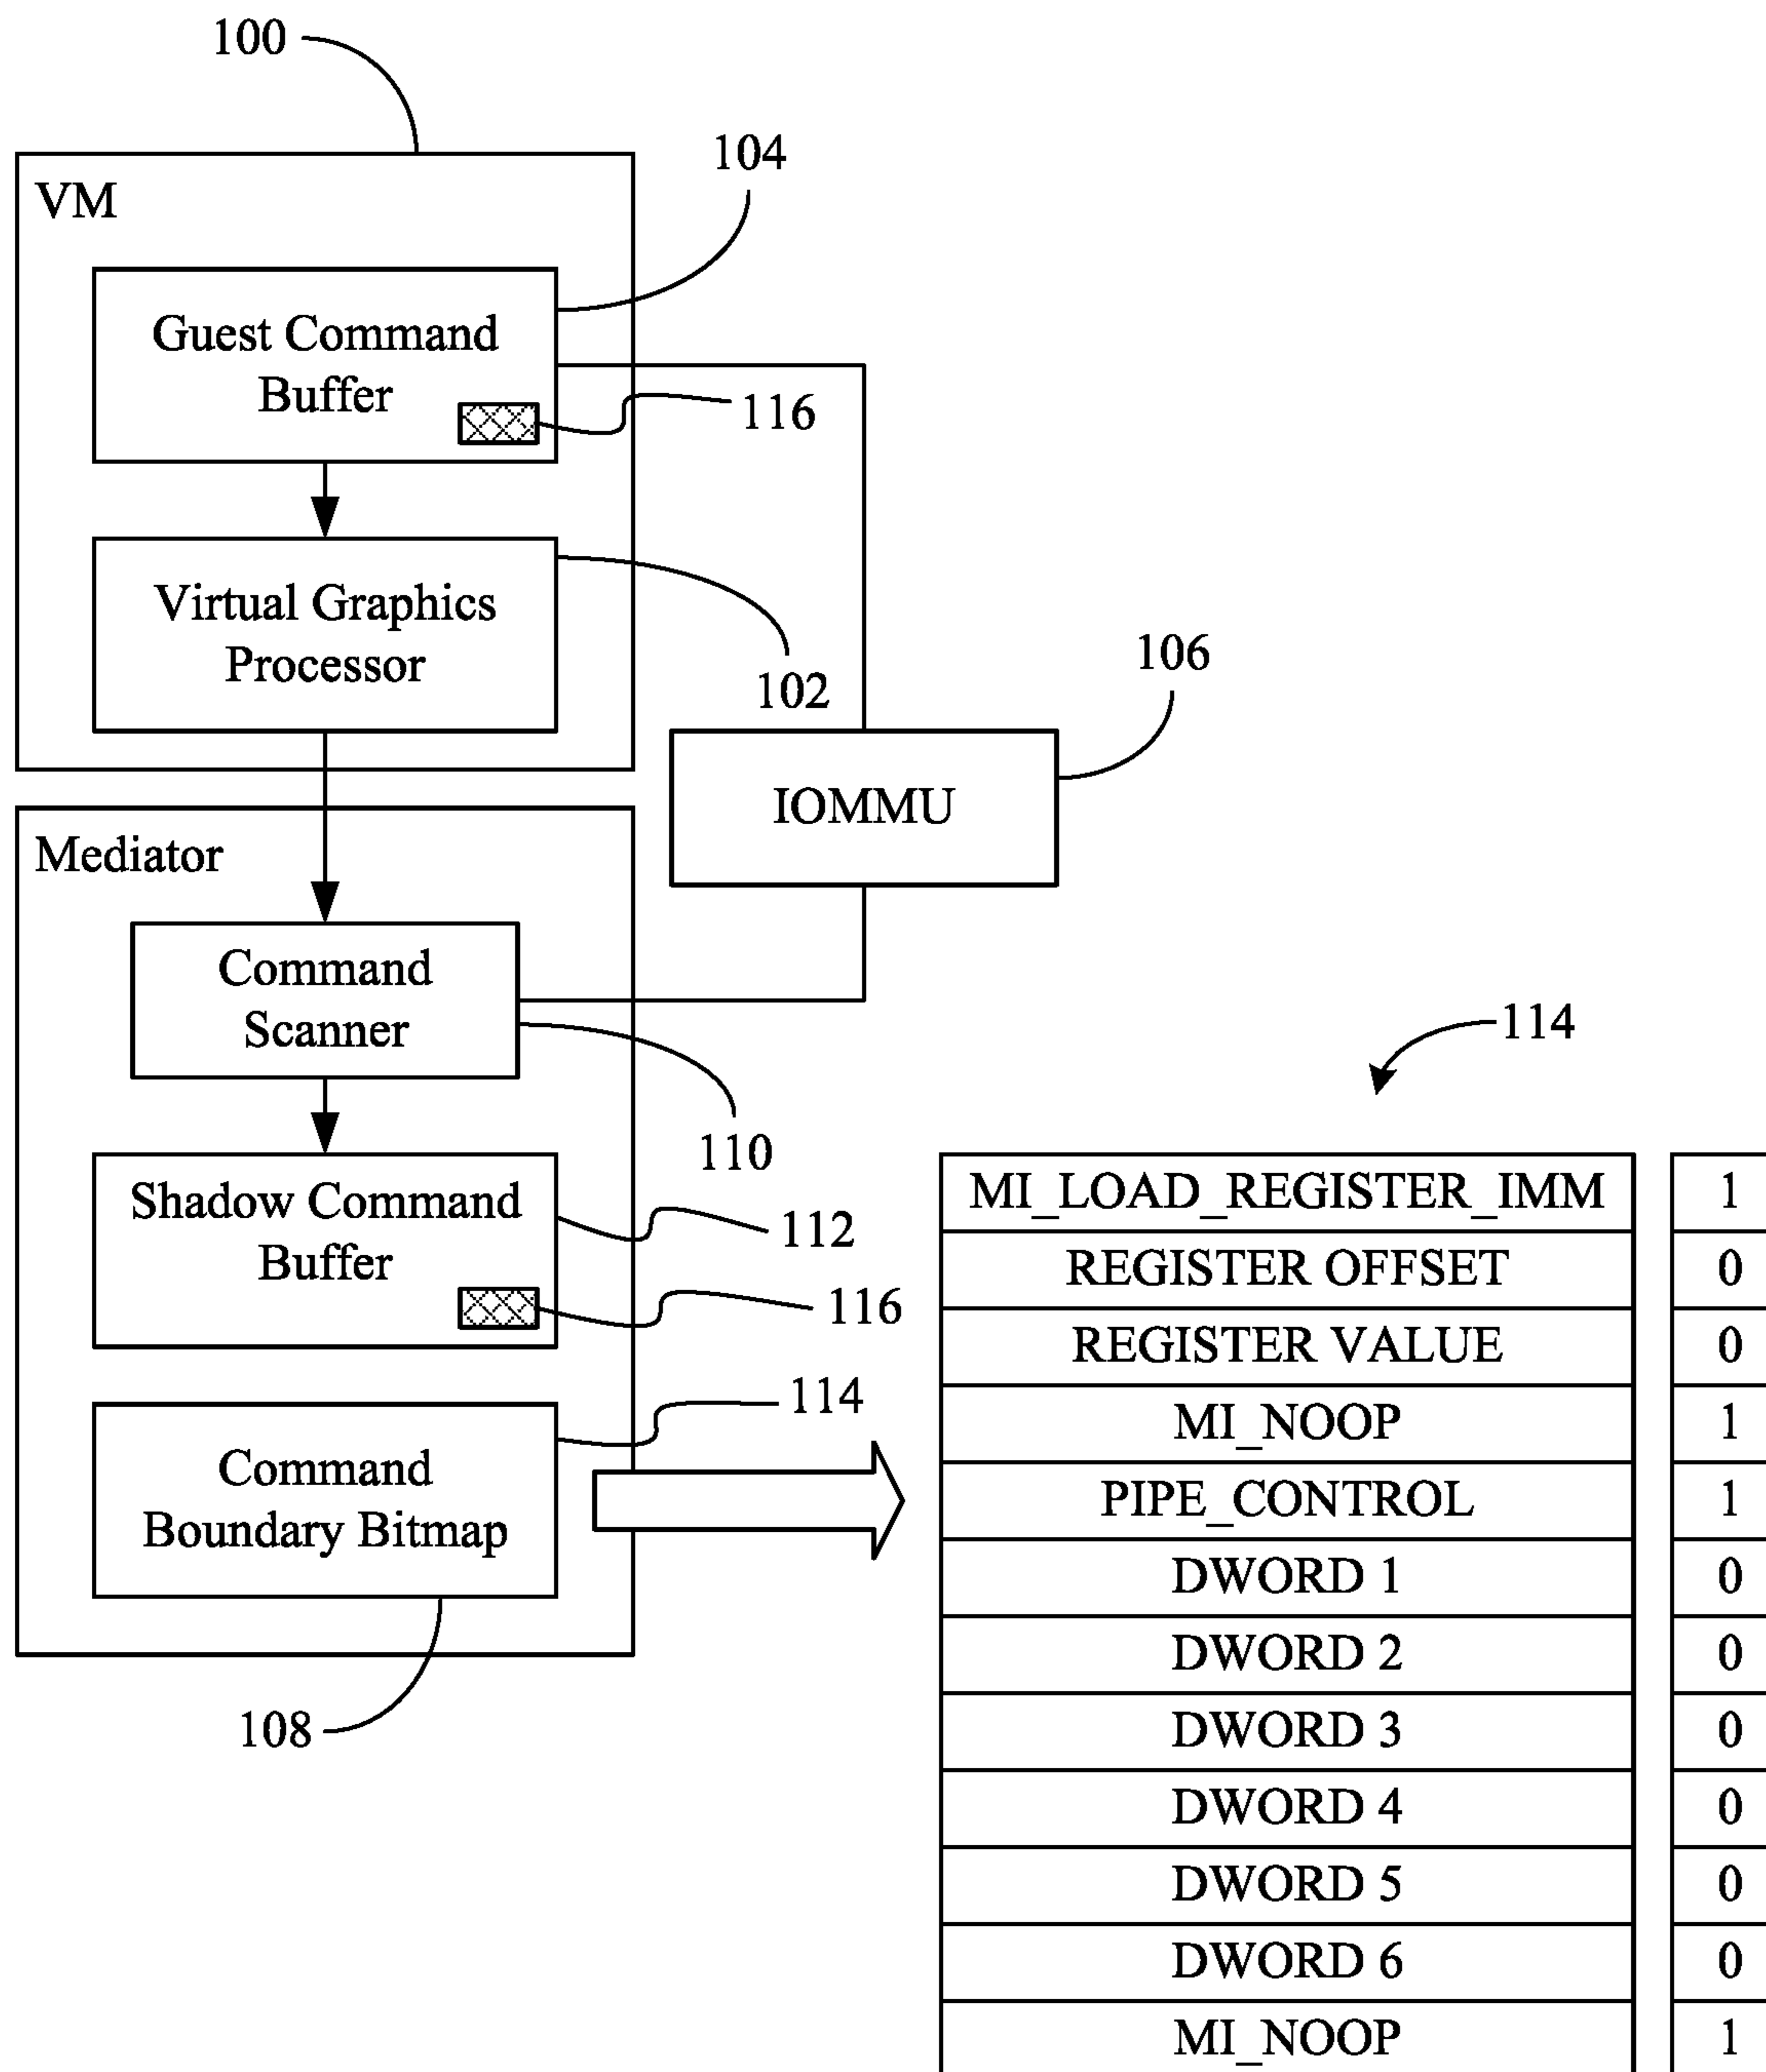 100
104
VM
Guest Command
Buffer
116
Virtual Graphics
Processor
102
106
IOMMU
Mediator
Command
Scanner
110
114
Shadow Command
Buffer
112
116
114
Command
Boundary Bitmap
108
MI_LOAD_REGISTER_IMM 1
REGISTER OFFSET 0
REGISTER VALUE 0
MI_NOOP 1
PIPE_CONTROL 1
DWORD 1 0
DWORD 2 0
DWORD 3 0
DWORD 4 0
DWORD 5 0
DWORD 6 0
MI_NOOP 1